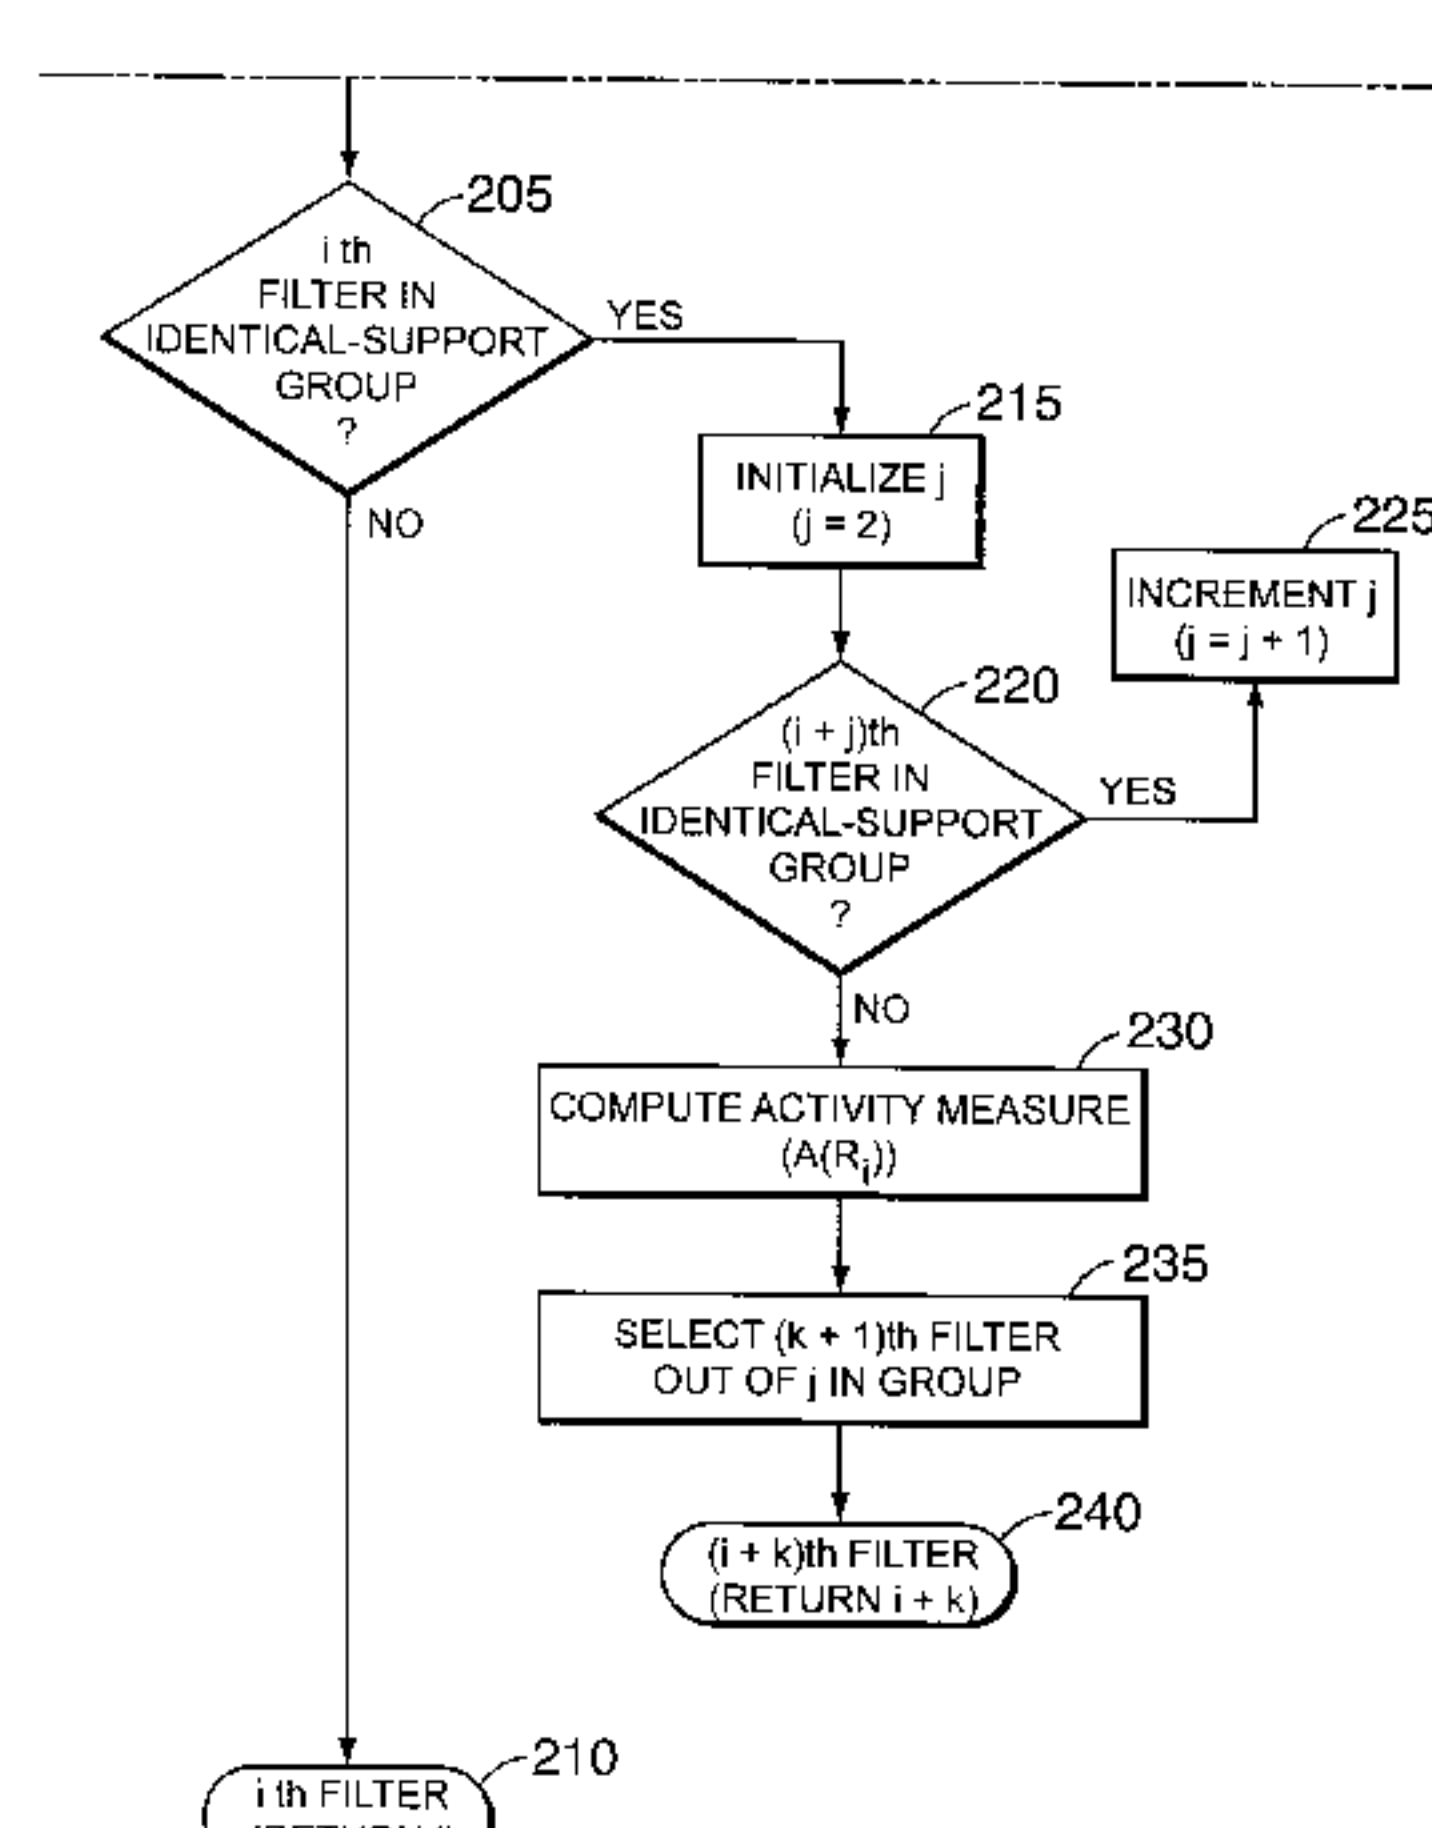 205
i th
FILTER IN
IDENTICAL-SUPPORT
GROUP
?
YES
NO
215
INITIALIZE j
(j = 2)
225
INCREMENT j
(j = j + 1)
220
(i + j)th
FILTER IN
IDENTICAL-SUPPORT
GROUP
?
YES
NO
230
COMPUTE ACTIVITY MEASURE
(A(Ri))
235
SELECT (k + 1)th FILTER
OUT OF j IN GROUP
240
(i + k)th FILTER
(RETURN i + k)
210
i th FILTER